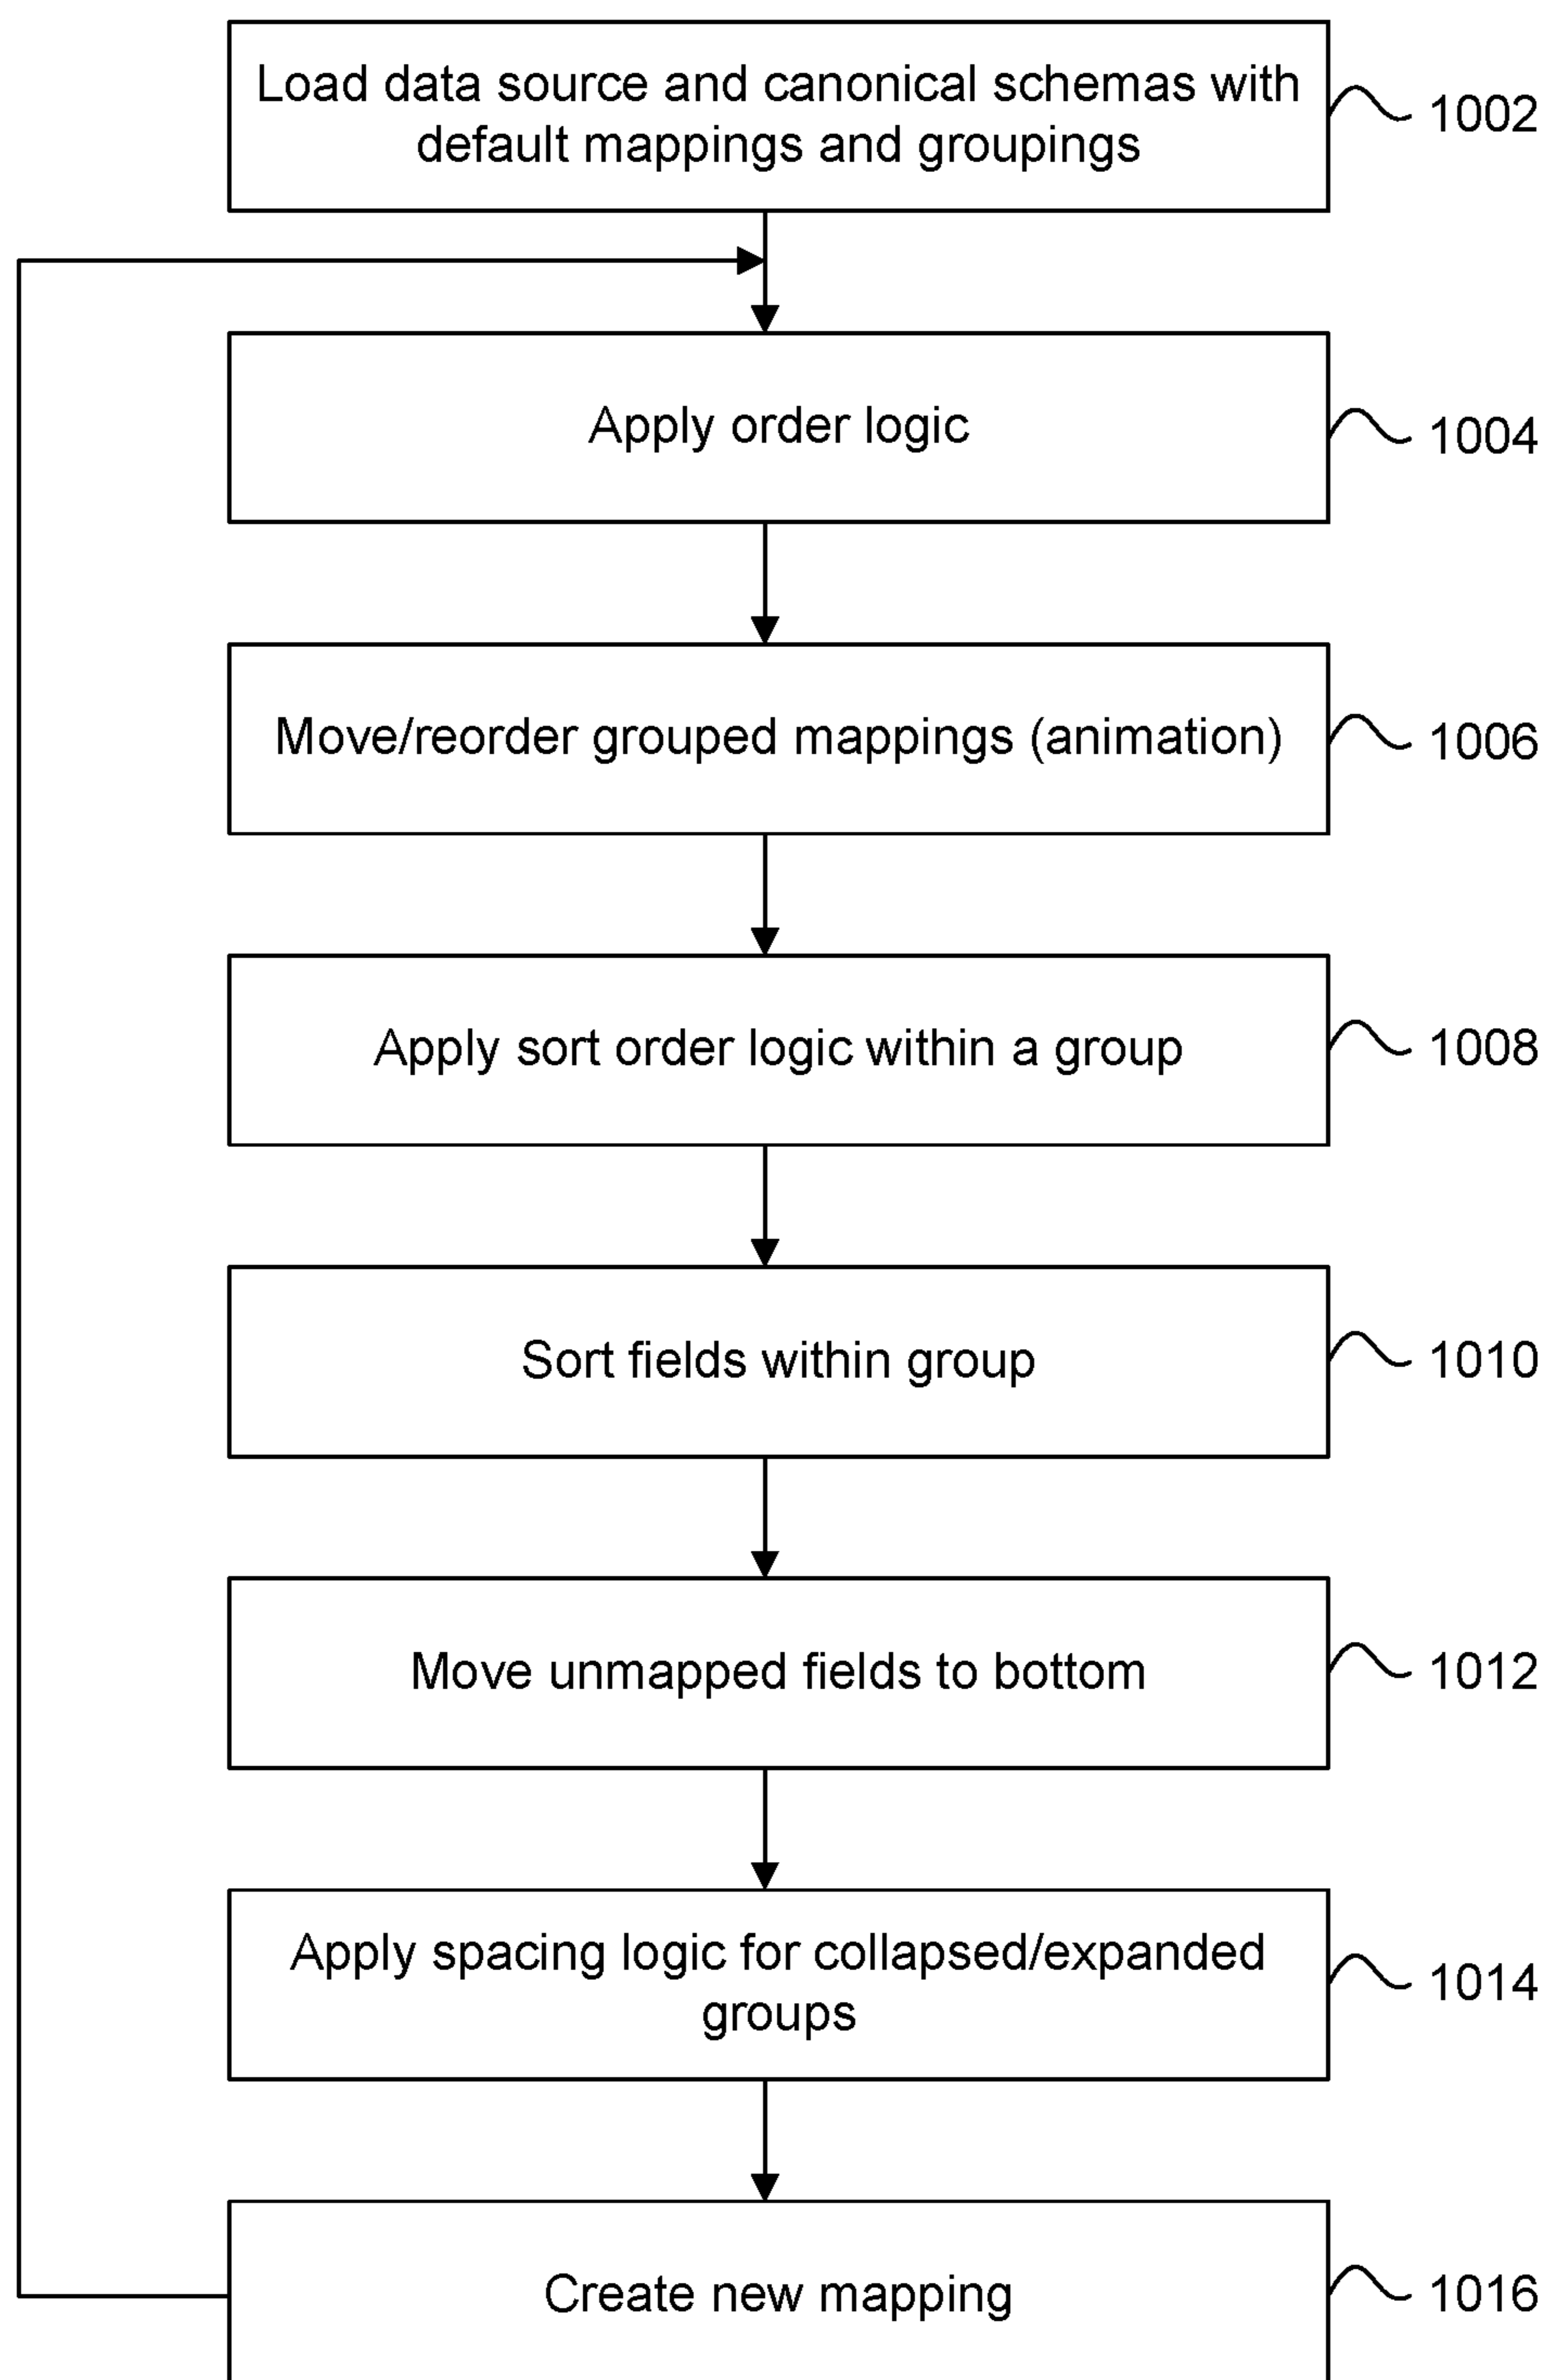 Load data source and canonical schemas with
default mappings and groupings
1002
Apply order logic
1004
Move/reorder grouped mappings (animation)
1006
Apply sort order logic within a group
1008
Sort fields within group
1010
Move unmapped fields to bottom
1012
Apply spacing logic for collapsed/expanded
groups
1014
Create new mapping
1016